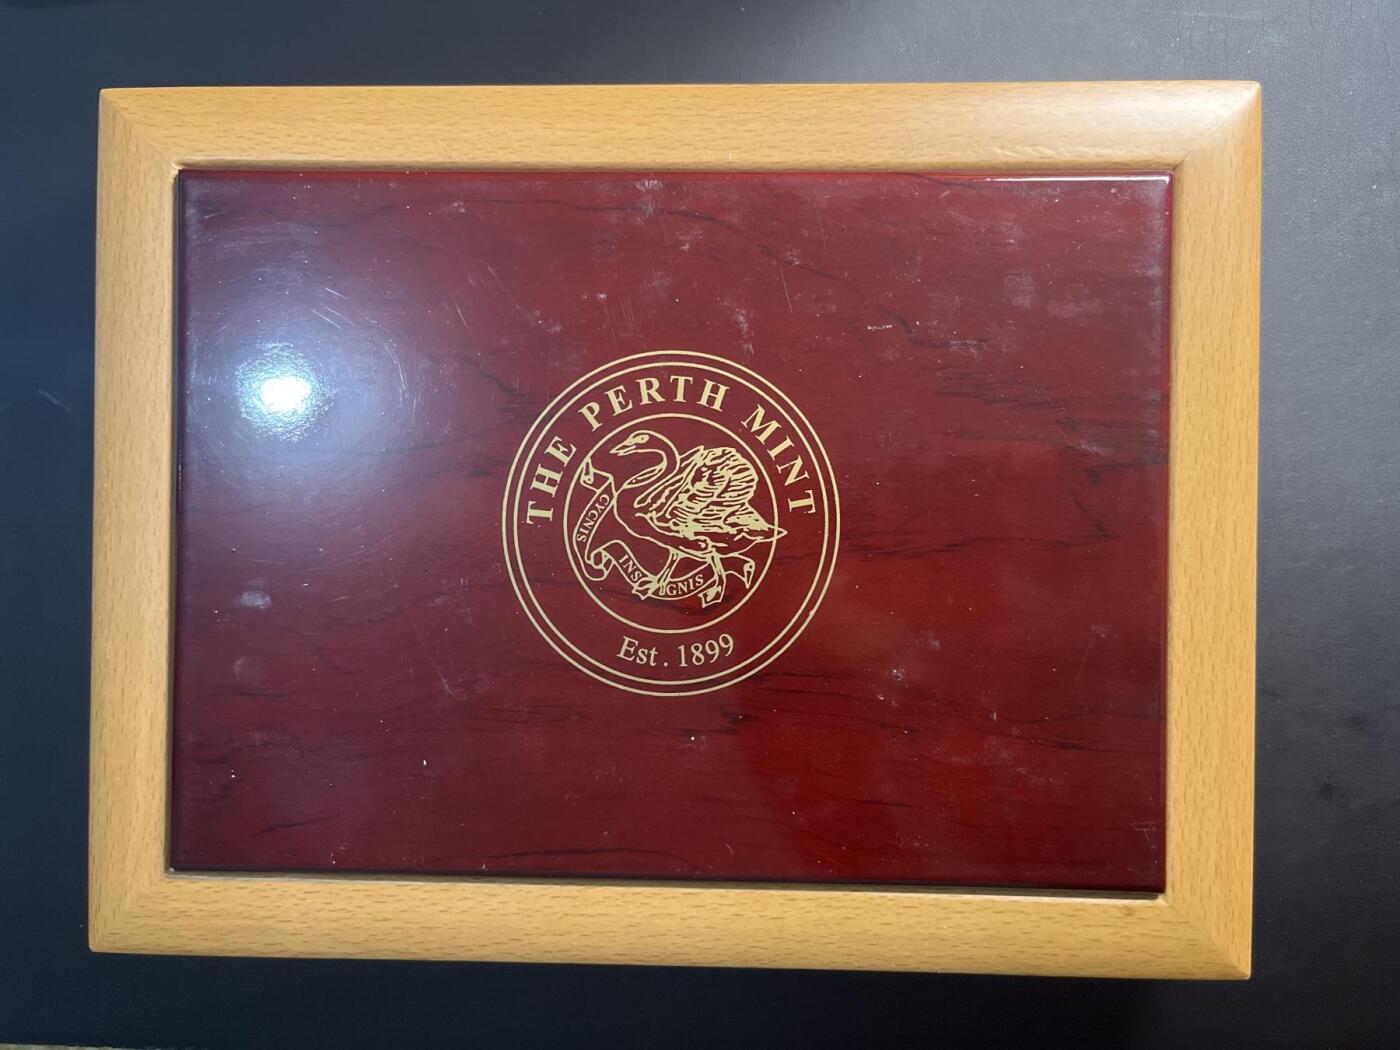 THE PERTH MINT
CYGNIS
INSIGNIS
Est. 1899